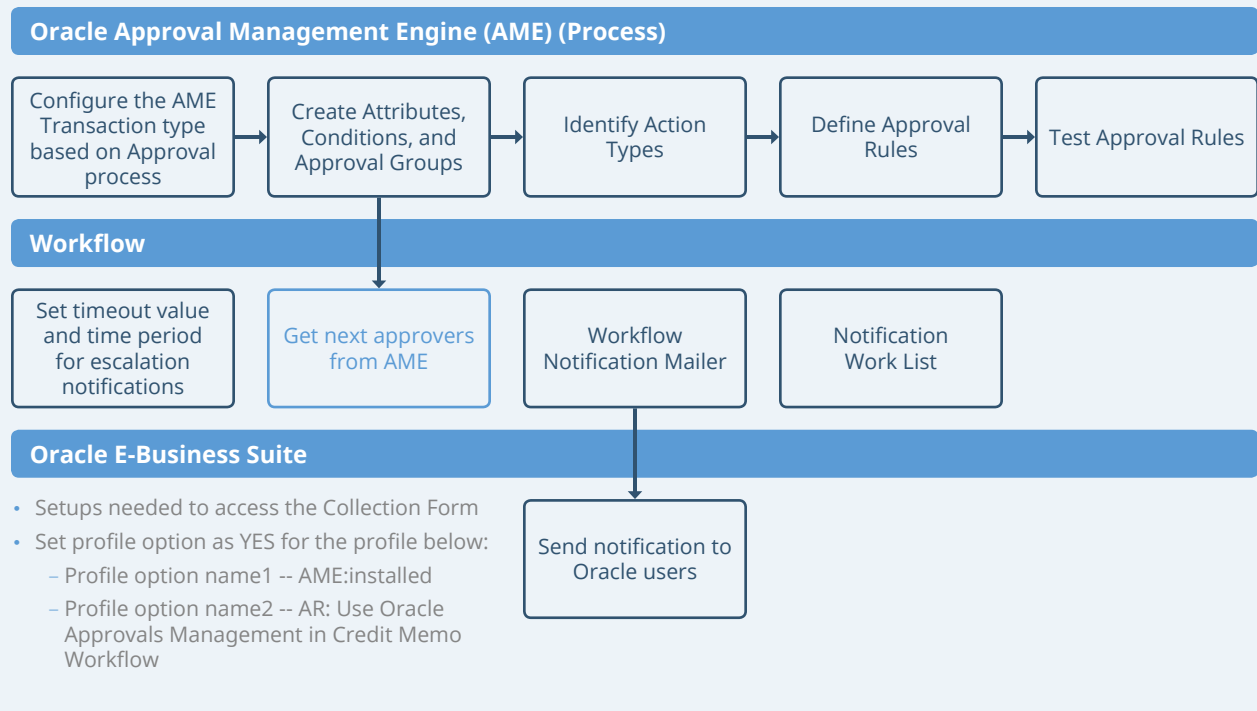 Oracle Approval Management Engine (AME) (Process)
Configure the AME
Transaction type
based on Approval
process
Create Attributes,
Conditions, and
Approval Groups
Identify Action
Types
Define Approval
Rules
Test Approval Rules
Workflow
Set timeout value
and time period
for escalation
notifications
Get next approvers
from AME
Workflow
Notification Mailer
Notification
Work List
Oracle E-Business Suite
• Setups needed to access the Collection Form
• Set profile option as YES for the profile below:
– Profile option name1 -- AME:installed
– Profile option name2 -- AR: Use Oracle
Approvals Management in Credit Memo
Workflow
Send notification to
Oracle users